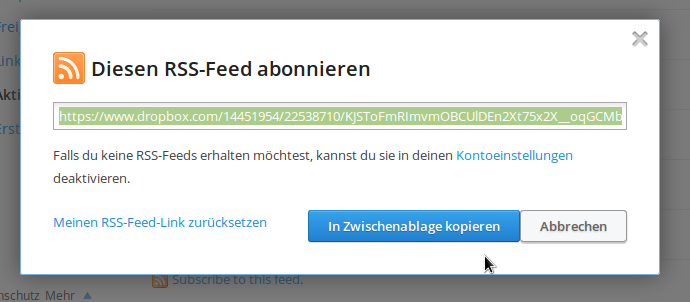 Diesen RSS-Feed abonnieren
Frei
https://www.dropbox.com/14451954/22538710/KJSToFmRImvmOBCUlDEn2Xt75x2X__oqGCMb
Link
Akti
Erst
Falls du keine RSS-Feeds erhalten möchtest, kannst du sie in deinen Kontoeinstellungen
deaktivieren.
Meinen RSS-Feed-Link zurücksetzen
In Zwischenablage kopieren
Abbrechen
Subscribe to this feed.
nschutz Mehr ▲